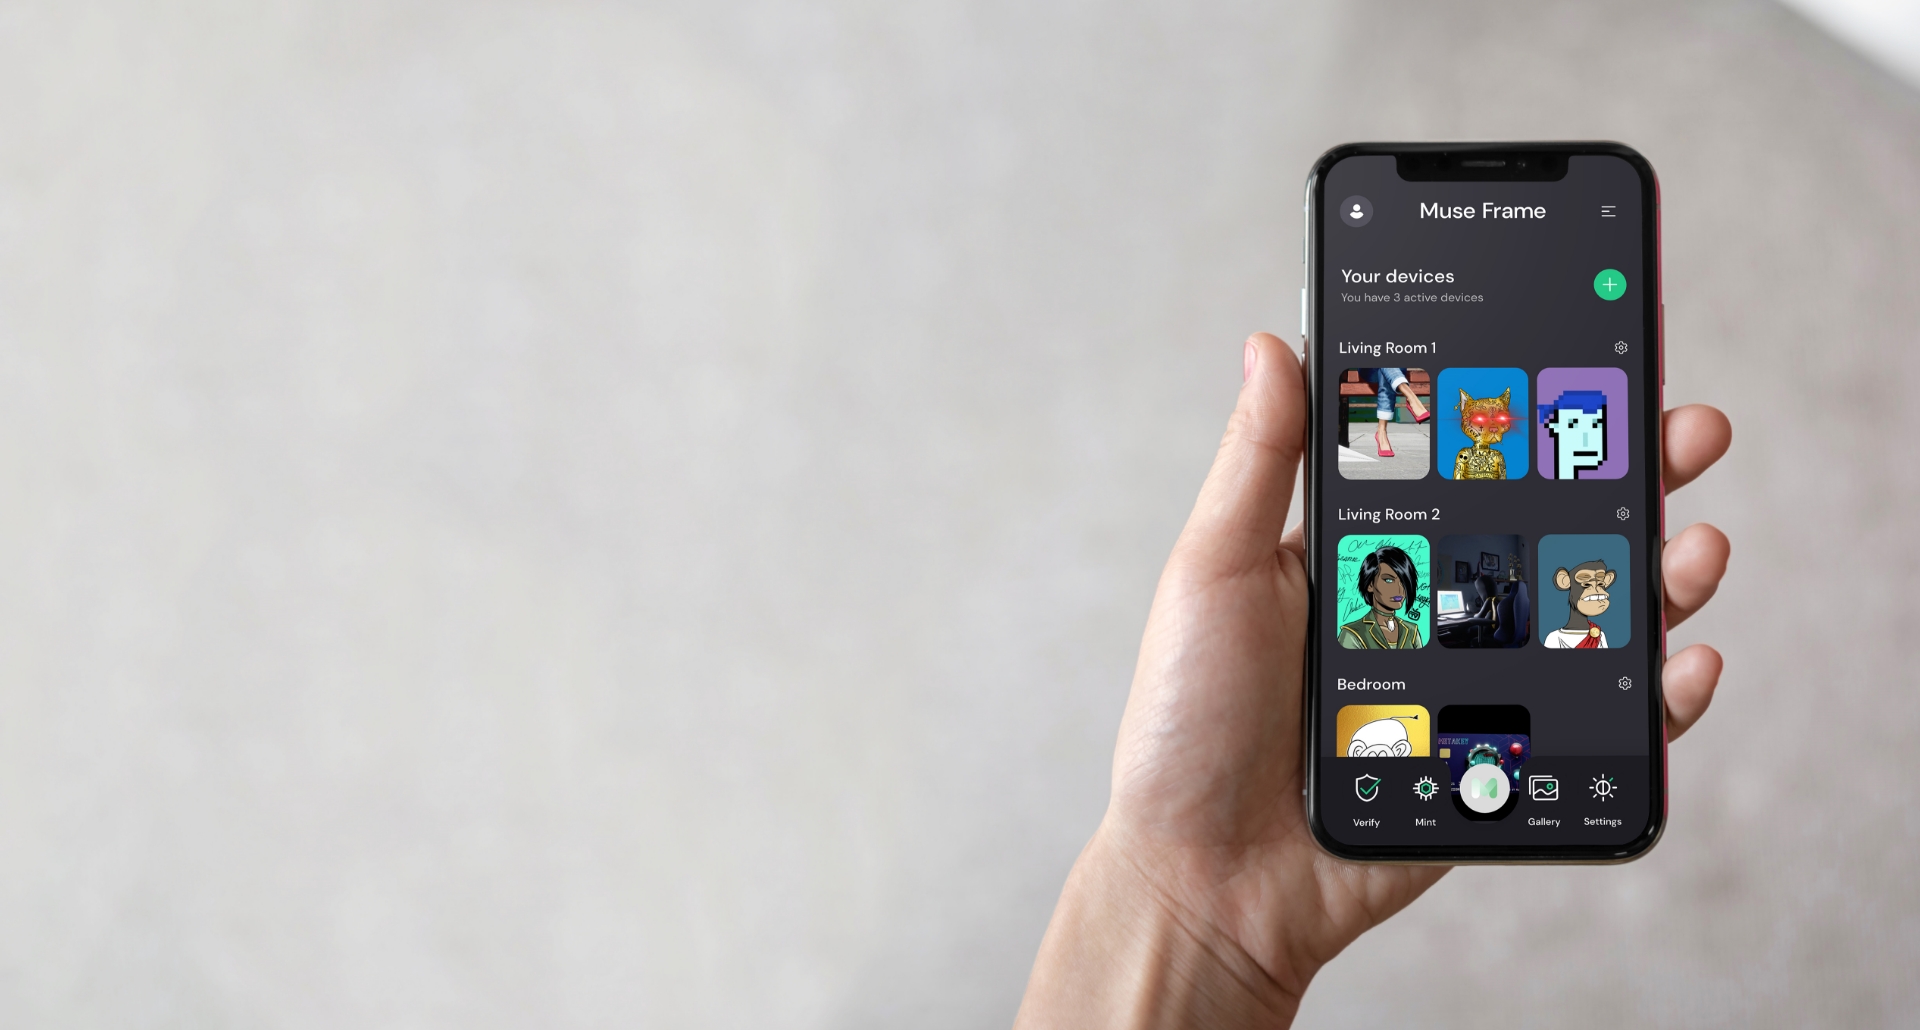 Muse Frame
Your devices
You have 3 active devices
Living Room 1
Living Room 2
Bedroom
METAKEY
Verify
Mint
Gallery
Settings